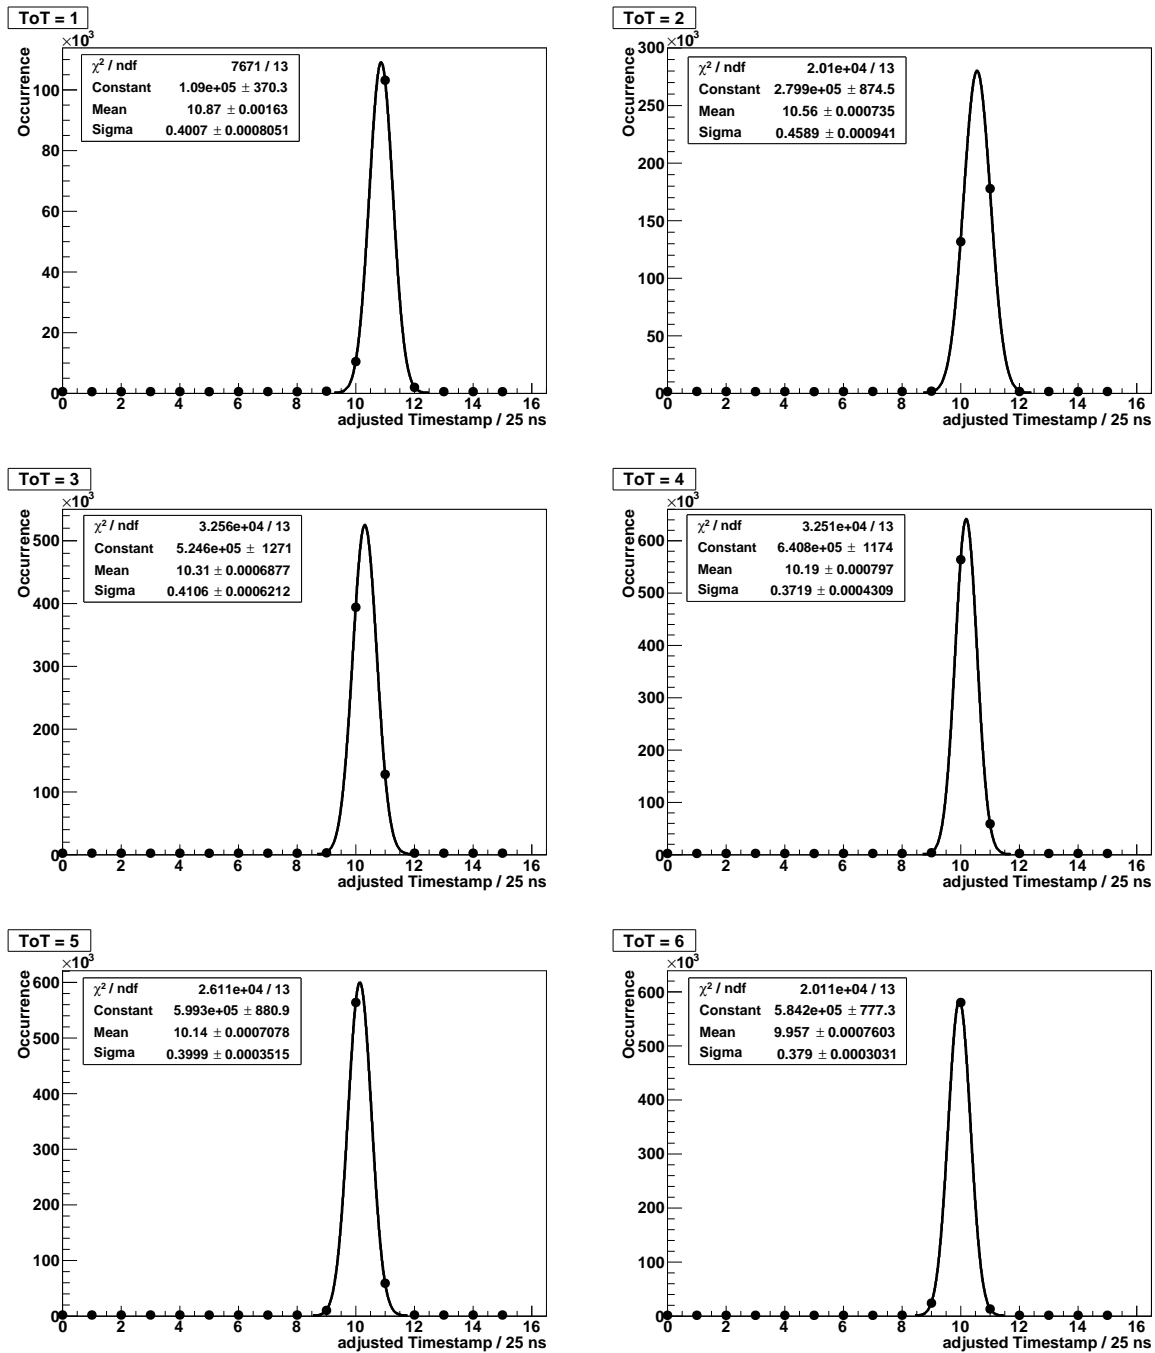 ToT = 1
×10³
Occurrence
χ² / ndf 7671 / 13
Constant 1.09e+05 ± 370.3
Mean 10.87 ± 0.00163
Sigma 0.4007 ± 0.0008051
100
80
60
40
20
0
0 2 4 6 8 10 12 14 16
adjusted Timestamp / 25 ns
ToT = 2
×10³
Occurrence
χ² / ndf 2.01e+04 / 13
Constant 2.799e+05 ± 874.5
Mean 10.56 ± 0.000735
Sigma 0.4589 ± 0.000941
300
250
200
150
100
50
0
0 2 4 6 8 10 12 14 16
adjusted Timestamp / 25 ns
ToT = 3
×10³
Occurrence
χ² / ndf 3.256e+04 / 13
Constant 5.246e+05 ± 1271
Mean 10.31 ± 0.0006877
Sigma 0.4106 ± 0.0006212
500
400
300
200
100
0
0 2 4 6 8 10 12 14 16
adjusted Timestamp / 25 ns
ToT = 4
×10³
Occurrence
χ² / ndf 3.251e+04 / 13
Constant 6.408e+05 ± 1174
Mean 10.19 ± 0.000797
Sigma 0.3719 ± 0.0004309
600
500
400
300
200
100
0
0 2 4 6 8 10 12 14 16
adjusted Timestamp / 25 ns
ToT = 5
×10³
Occurrence
χ² / ndf 2.611e+04 / 13
Constant 5.993e+05 ± 880.9
Mean 10.14 ± 0.0007078
Sigma 0.3999 ± 0.0003515
600
500
400
300
200
100
0
0 2 4 6 8 10 12 14 16
adjusted Timestamp / 25 ns
ToT = 6
×10³
Occurrence
χ² / ndf 2.011e+04 / 13
Constant 5.842e+05 ± 777.3
Mean 9.957 ± 0.0007603
Sigma 0.379 ± 0.0003031
600
500
400
300
200
100
0
0 2 4 6 8 10 12 14 16
adjusted Timestamp / 25 ns